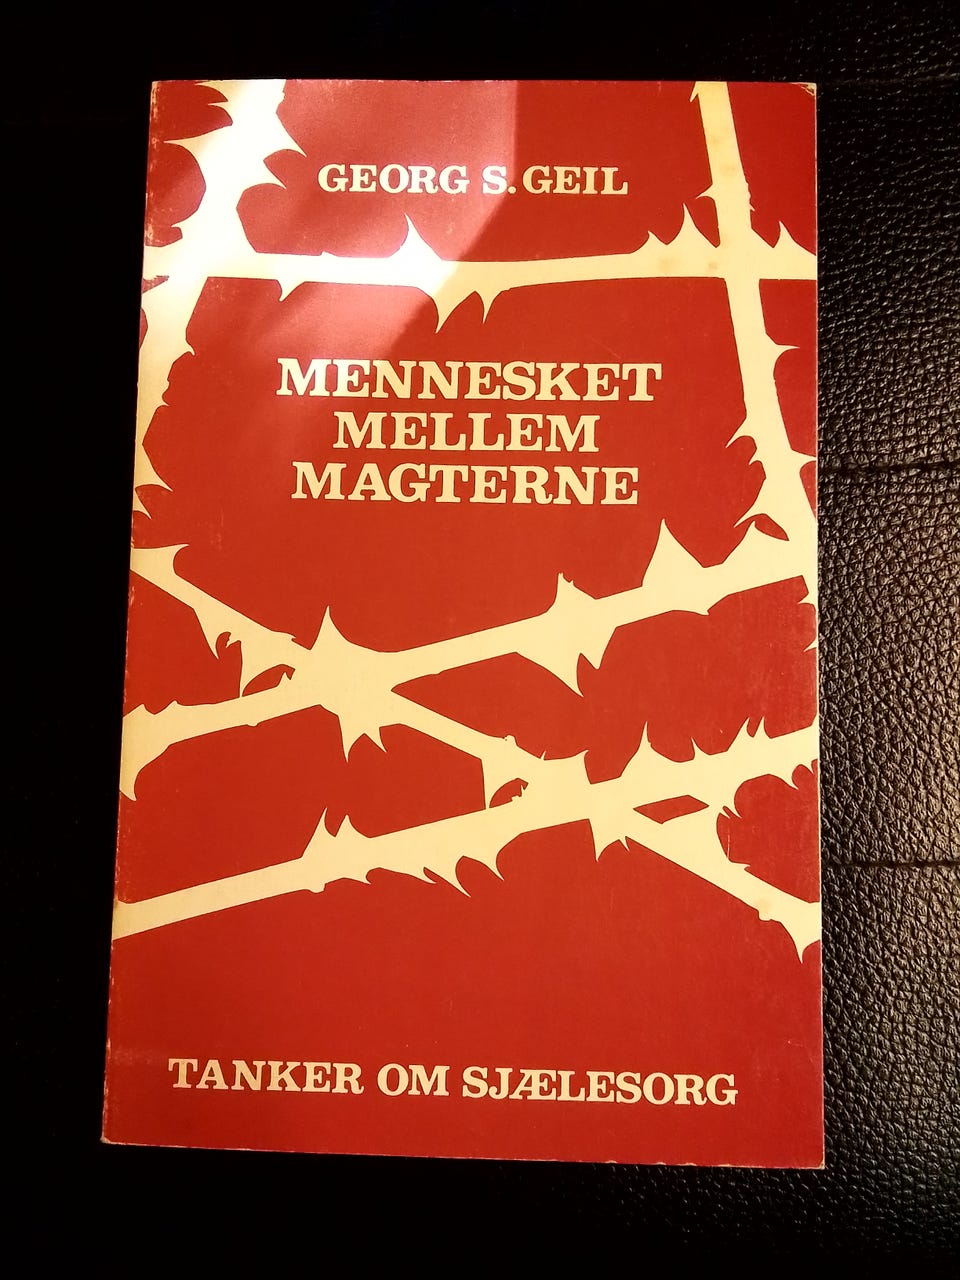 GEORG S. GEIL
MENNESKET
MELLEM
MAGTERNE
TANKER OM SJÆLESORG